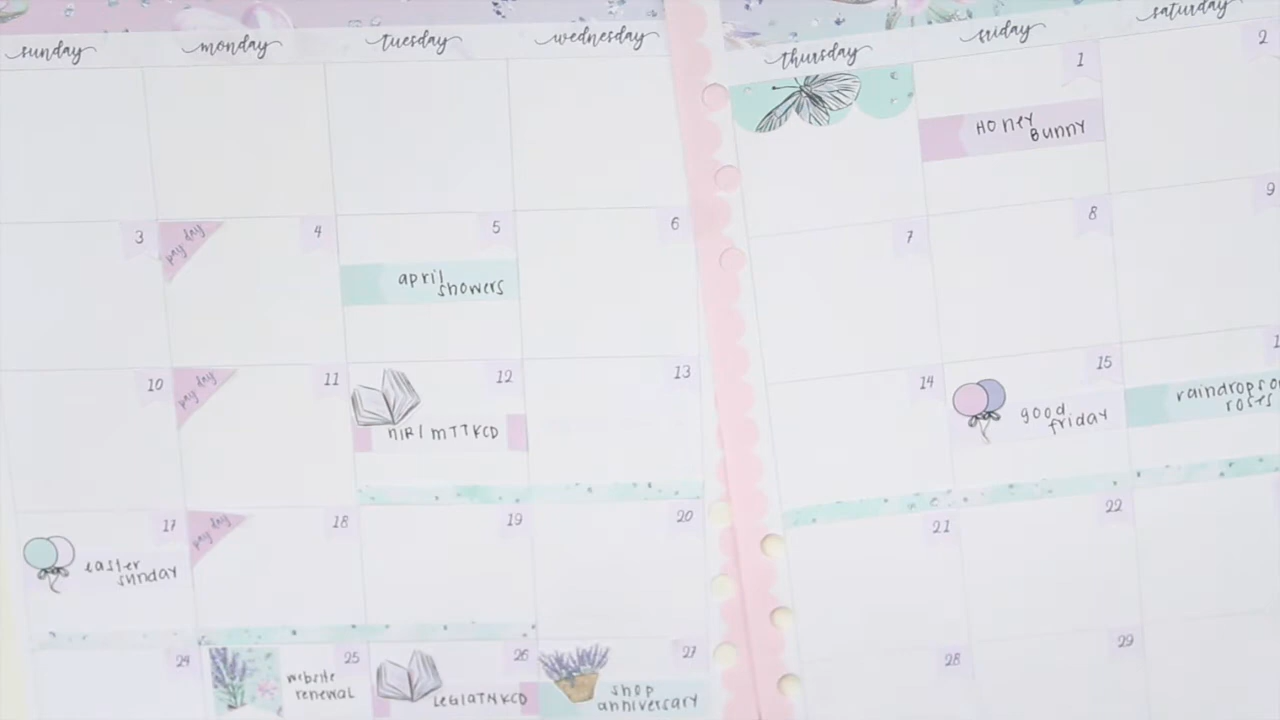 sunday monday tuesday wednesday thursday friday saturday
1 2
Honey
Bunny
3 4 5 6 7 8 9
pay day
april
showers
10 11 12 13 14 15
pay day
NIRIMTTKCD
good
friday
raindrops on
roses
17 18 19 20 21 22
pay day
easter
sunday
24 25 26 27 28 29
website
renewal
LEGIATNKCD
shop
anniversary